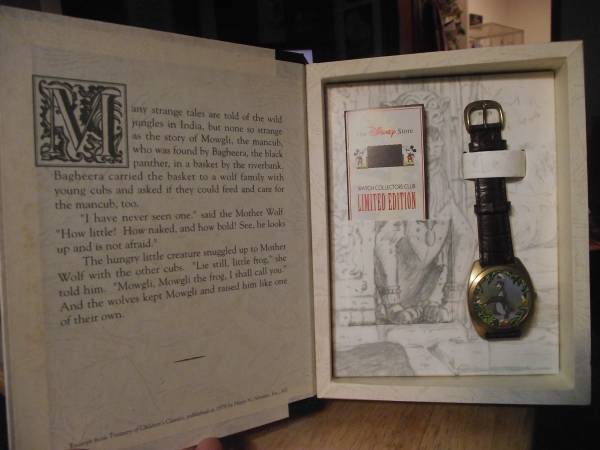 Many strange tales are told of the wild
jungles in India, but none so strange
as the story of Mowgli, the mancub,
who was found by Bagheera, the black
panther, in a basket by the riverbank.
Bagheera carried the basket to a wolf family with
young cubs and asked if they could feed and care for
the mancub, too.
"I have never seen one." said the Mother Wolf
"How little! How naked, and how bold! See, he looks
up and is not afraid."
The hungry little creature snuggled up to Mother
Wolf with the other cubs. "Lie still, little frog," she
told him. "Mowgli, Mowgli the frog, I shall call you."
And the wolves kept Mowgli and raised him like one
of their own.
Excerpt from Treasury of Children's Classics, published in 1978 by
The Disney Store
WATCH COLLECTORS CLUB
LIMITED EDITION